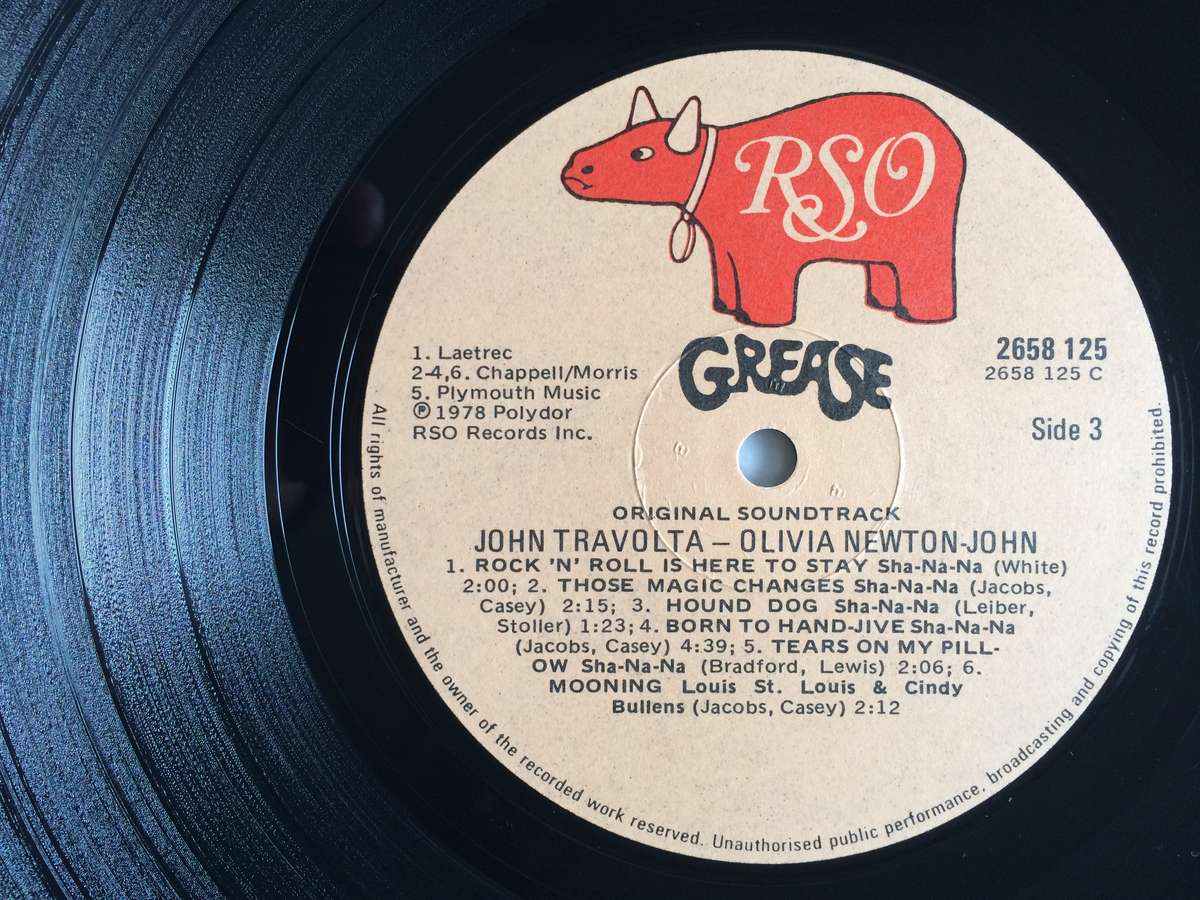 RSO
GREASE
1. Laetrec
2-4,6. Chappell/Morris
5. Plymouth Music
℗ 1978 Polydor
RSO Records Inc.
2658 125
2658 125 C
Side 3
ORIGINAL SOUNDTRACK
JOHN TRAVOLTA – OLIVIA NEWTON-JOHN
1. ROCK 'N' ROLL IS HERE TO STAY Sha-Na-Na (White)
2:00; 2. THOSE MAGIC CHANGES Sha-Na-Na (Jacobs,
Casey) 2:15; 3. HOUND DOG Sha-Na-Na (Leiber,
Stoller) 1:23; 4. BORN TO HAND-JIVE Sha-Na-Na
(Jacobs, Casey) 4:39; 5. TEARS ON MY PILL-
OW Sha-Na-Na (Bradford, Lewis) 2:06; 6.
MOONING Louis St. Louis & Cindy
Bullens (Jacobs, Casey) 2:12
All rights of manufacturer and the owner of the recorded work reserved. Unauthorised public performance, broadcasting and copying of this record prohibited.